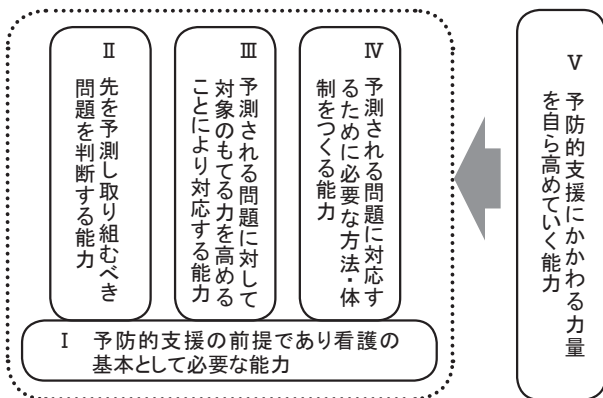 Ⅱ
先を予測し取り組むべき
問題を判断する能力
Ⅲ
予測される問題に対して
対象のもてる力を高める
ことにより対応する能力
Ⅳ
予測される問題に対応す
るために必要な方法・体
制をつくる能力
Ⅰ 予防的支援の前提であり看護の
基本として必要な能力
Ⅴ
予防的支援にかかわる力量
を自ら高めていく能力